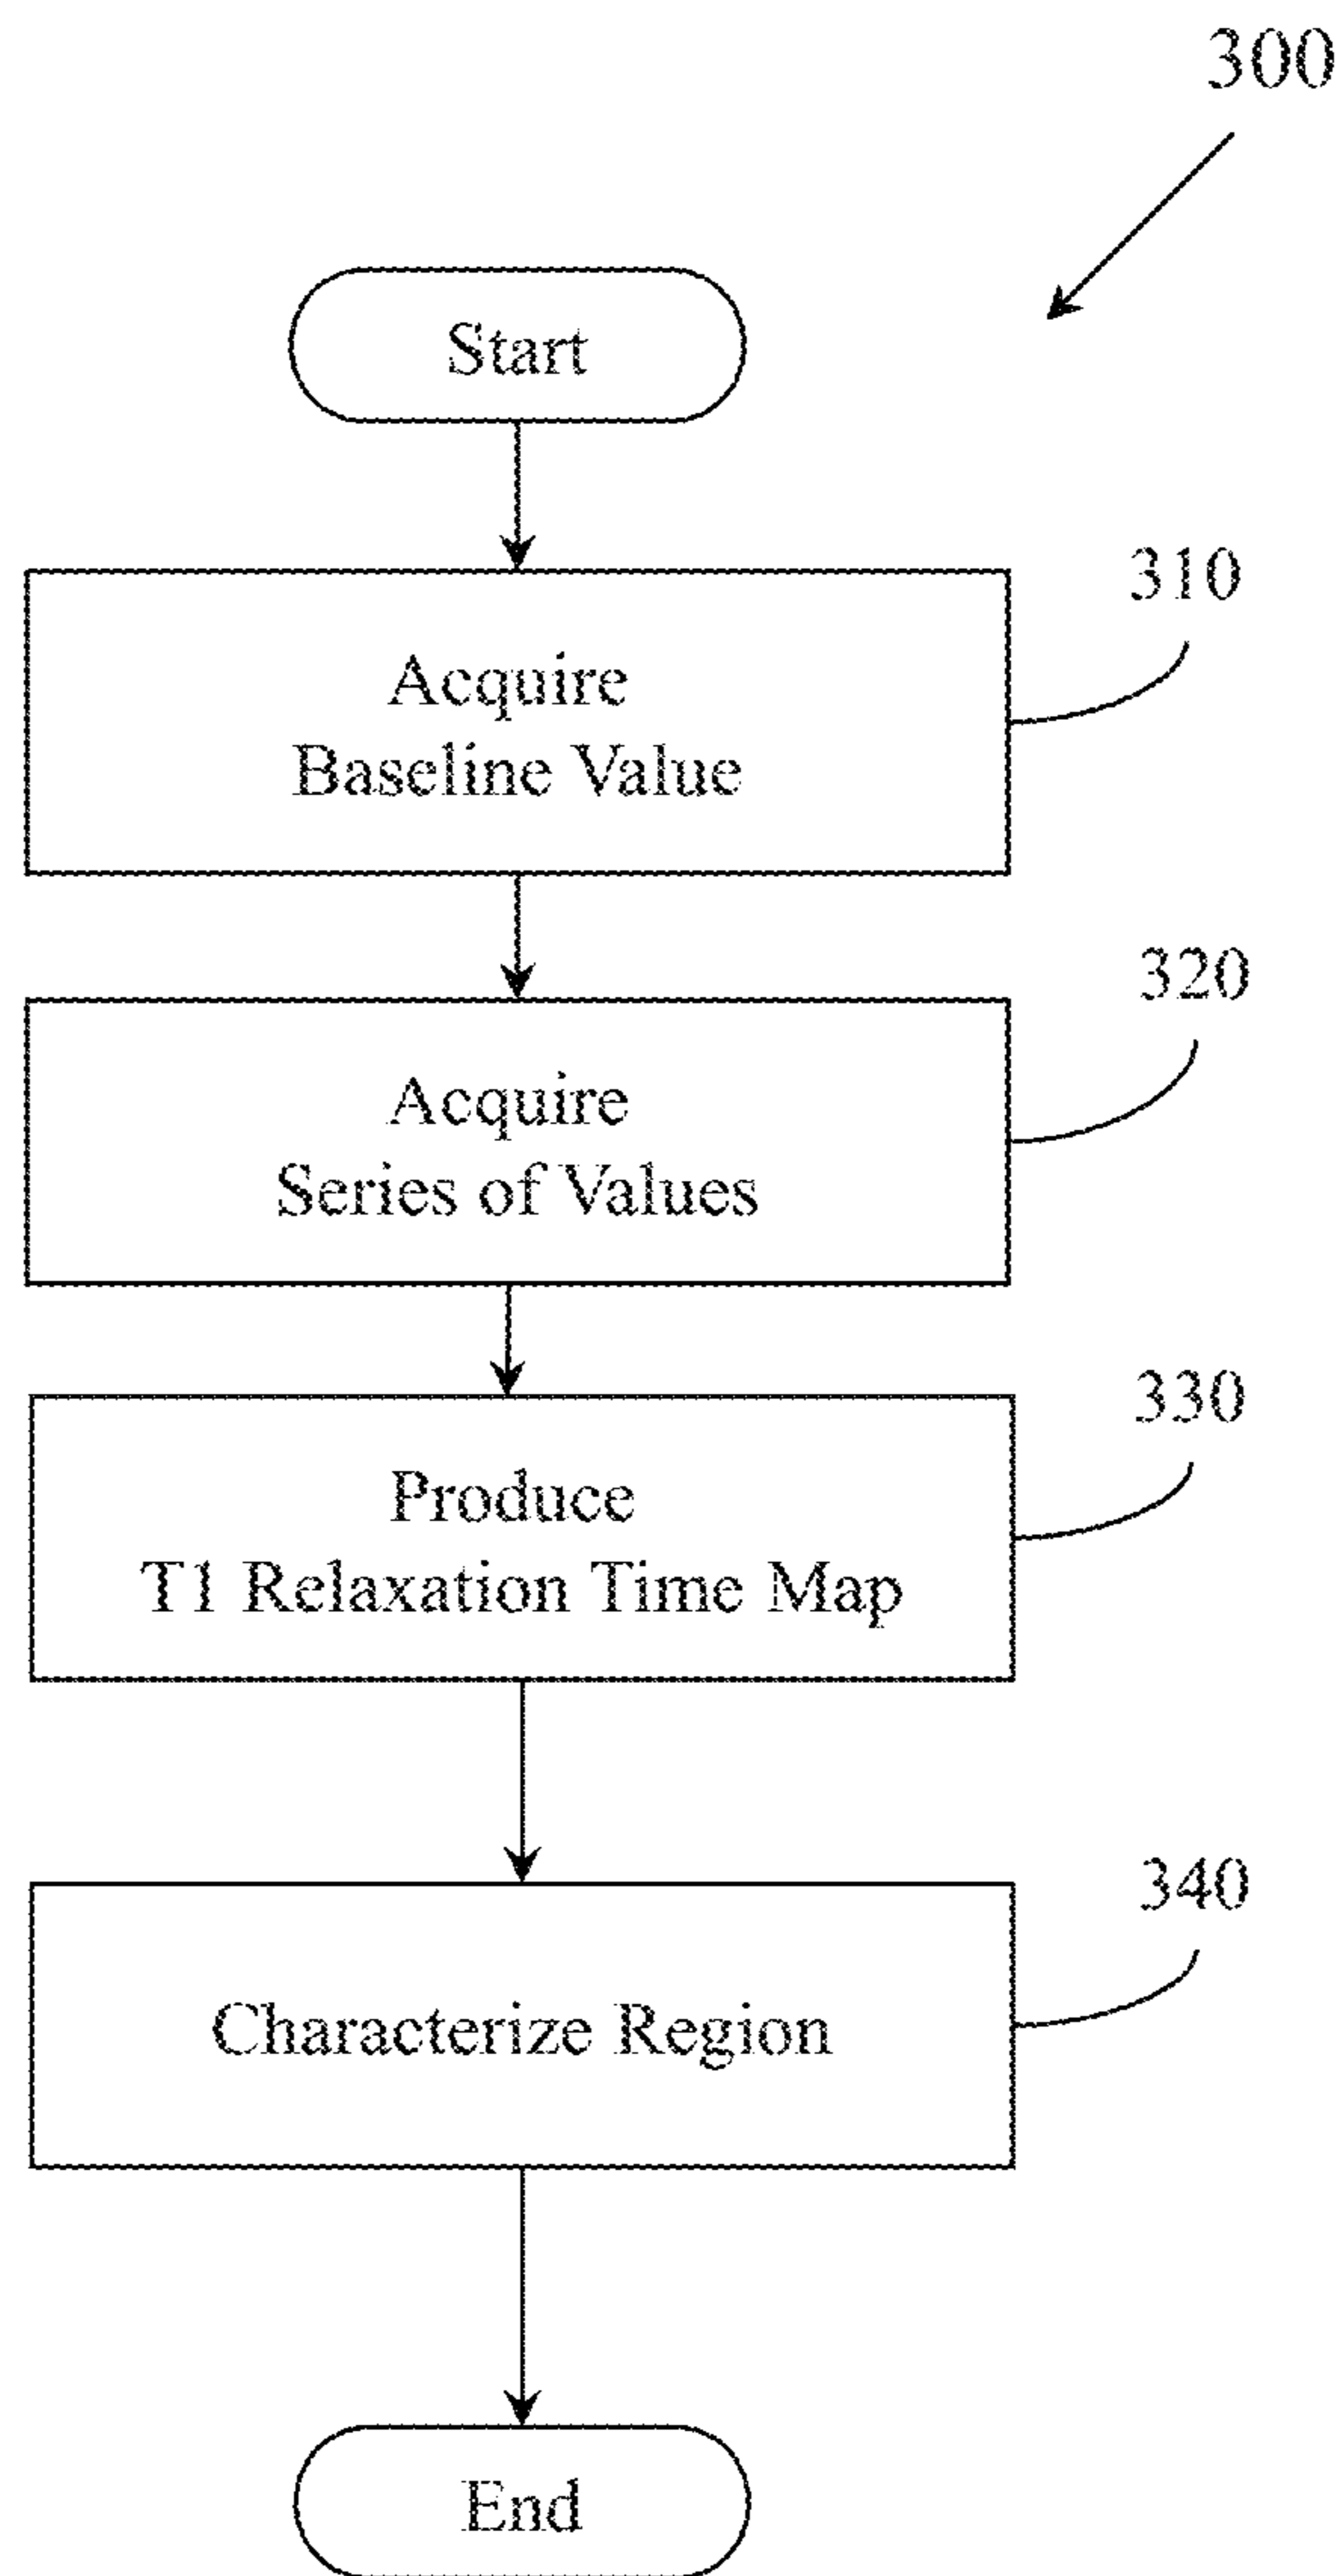 300
Start
310
Acquire
Baseline Value
320
Acquire
Series of Values
330
Produce
T1 Relaxation Time Map
340
Characterize Region
End